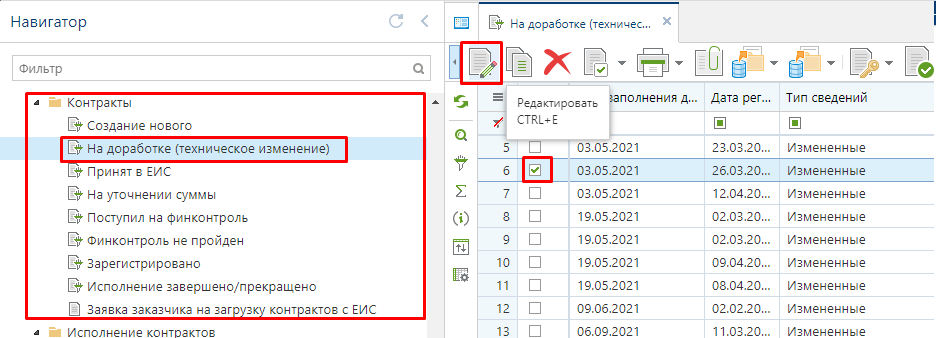 Навигатор
Фильтр
Контракты
Создание нового
На доработке (техническое изменение)
Принят в ЕИС
На уточнении суммы
Поступил на финконтроль
Финконтроль не пройден
Зарегистрировано
Исполнение завершено/прекращено
Заявка заказчика на загрузку контрактов с ЕИС
Исполнение контрактов
На доработке (техничес...
Редактировать
CTRL+E
аполнения д... Дата рег... Тип сведений
5 03.05.2021 23.03.20... Измененные
6 03.05.2021 26.03.20... Измененные
7 03.05.2021 12.04.20... Измененные
8 19.05.2021 02.03.20... Измененные
9 19.05.2021 02.03.20... Измененные
10 19.05.2021 09.04.20... Измененные
11 19.05.2021 08.04.20... Измененные
12 09.06.2021 02.02.20... Измененные
13 06.09.2021 11.03.20... Измененные